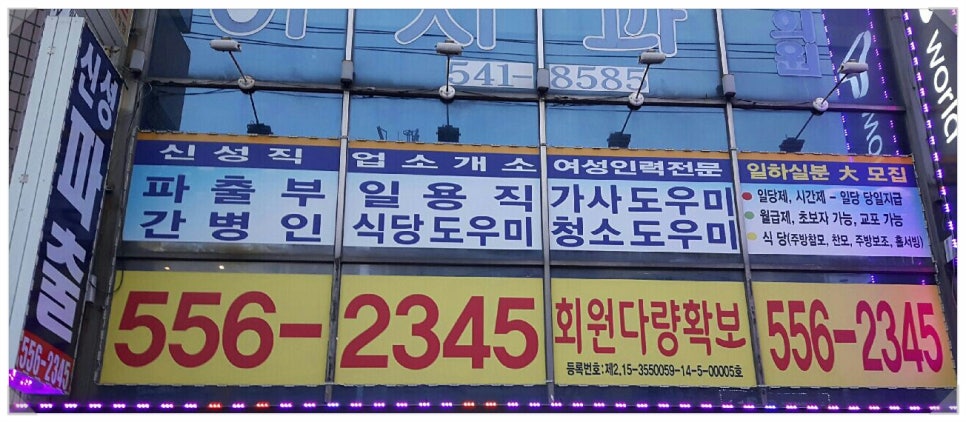 치과
의원
541-8585
world
신성 파출
556-2345
신성직업소개소 여성인력전문 일하실분 大 모집
파출부 일용직 가사도우미
간병인 식당도우미 청소도우미
일당제, 시간제 - 일당 당일지급
월급제, 초보자 가능, 교포 가능
식 당(주방찬모, 찬모, 주방보조, 홀서빙)
556-2345 회원다량확보 556-2345
등록번호:제2,15-3550059-14-5-00005호